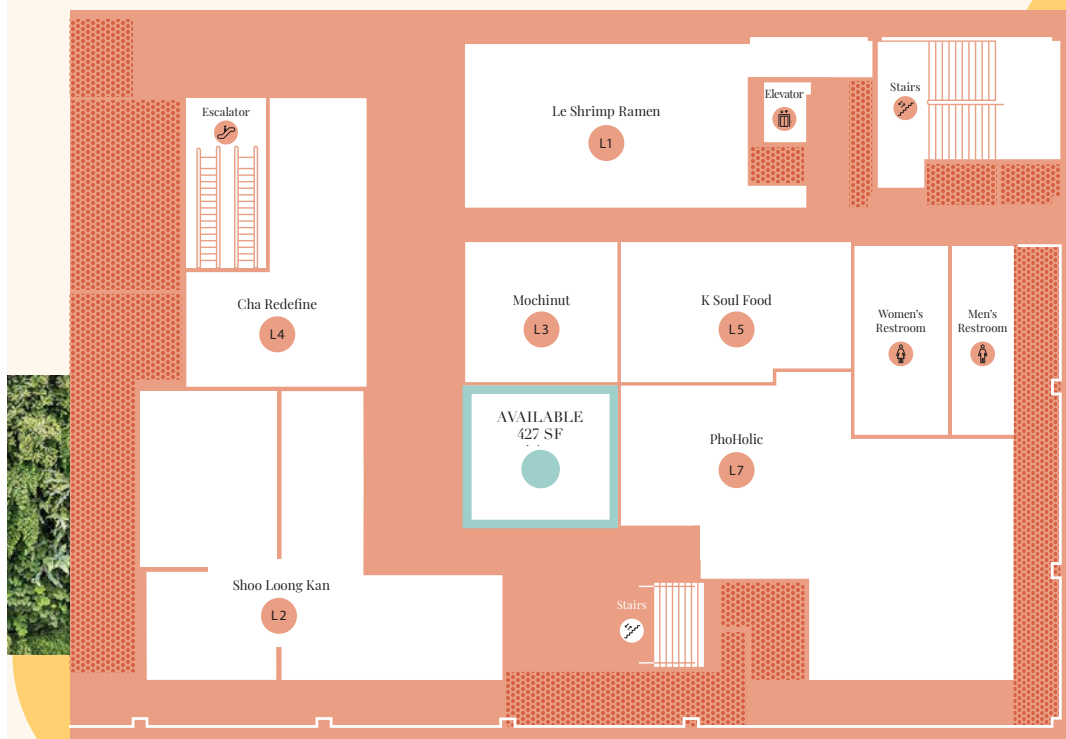 Escalator
Le Shrimp Ramen
L1
Elevator
Stairs
Cha Redefine
L4
Mochinut
L3
K Soul Food
L5
Women's
Restroom
Men's
Restroom
AVAILABLE
427 SF
PhoHolic
L7
Shoo Loong Kan
L2
Stairs